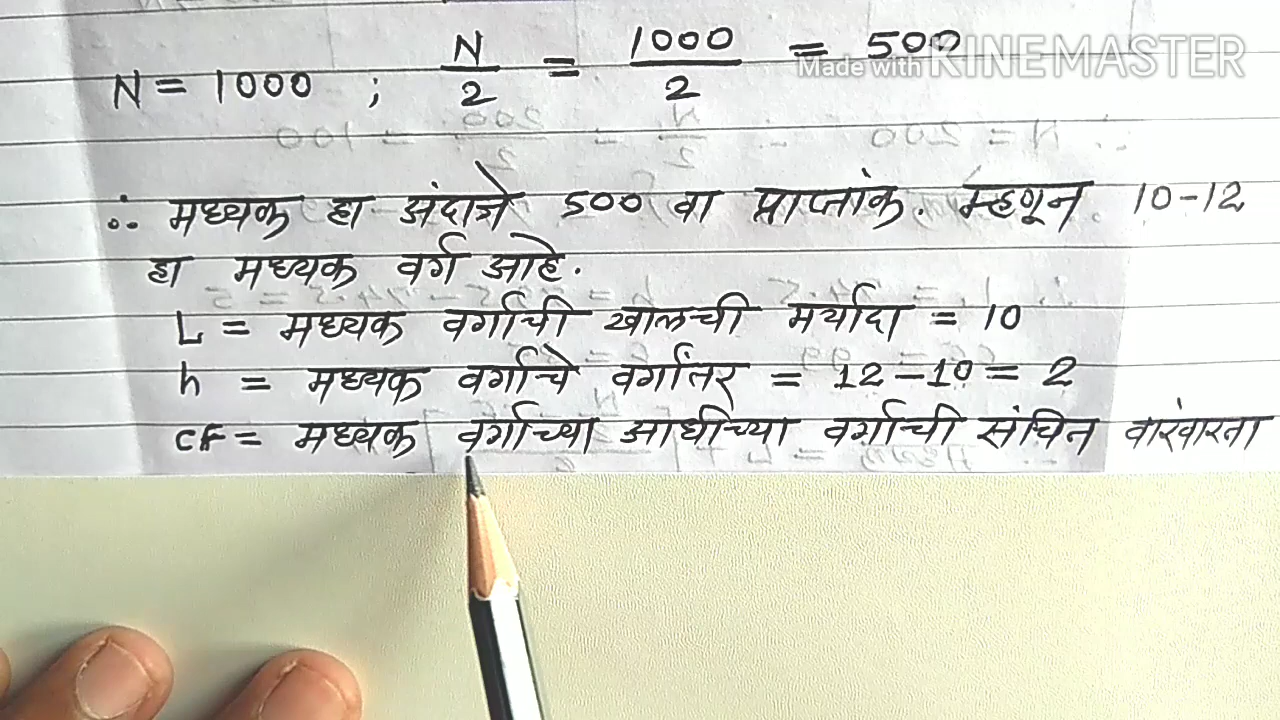 N = 1000 ; N/2 = 1000/2 = 500
Made with KINEMASTER
∴ मध्यक हा अंदाजे 500 वा प्राप्तांक. म्हणून 10-12
हा मध्यक वर्ग आहे.
L = मध्यक वर्गाची खालची मर्यादा = 10
h = मध्यक वर्गाचे वर्गांतर = 12-10 = 2
CF = मध्यक वर्गाच्या आधीच्या वर्गाची संचित वारंवारता